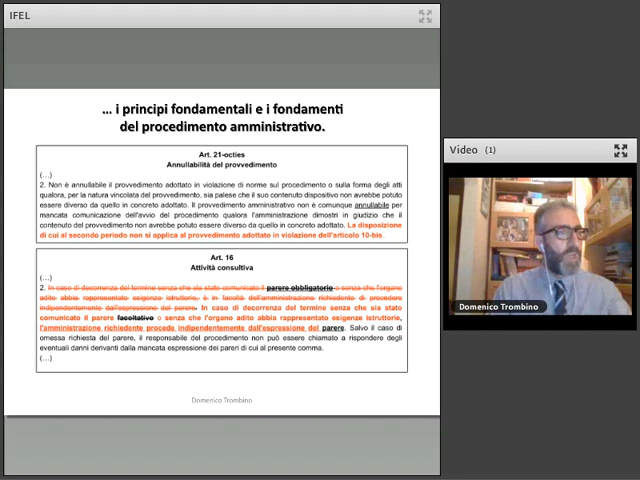 IFEL
... i principi fondamentali e i fondamenti
del procedimento amministrativo.
Art. 21-octies
Annullabilità del provvedimento
(…)
2. Non è annullabile il provvedimento adottato in violazione di norme sul procedimento o sulla forma degli atti
qualora, per la natura vincolata del provvedimento, sia palese che il suo contenuto dispositivo non avrebbe potuto
essere diverso da quello in concreto adottato. Il provvedimento amministrativo non è comunque annullabile per
mancata comunicazione dell'avvio del procedimento qualora l'amministrazione dimostri in giudizio che il
contenuto del provvedimento non avrebbe potuto essere diverso da quello in concreto adottato. La disposizione
di cui al secondo periodo non si applica al provvedimento adottato in violazione dell'articolo 10-bis.
Art. 16
Attività consultiva
(…)
2. In caso di decorrenza del termine senza che sia stato comunicato il parere obbligatorio o senza che l'organo
adito abbia rappresentato esigenze istruttorie, è in facoltà dell'amministrazione richiedente di procedere
indipendentemente dall'espressione del parere. In caso di decorrenza del termine senza che sia stato
comunicato il parere facoltativo o senza che l'organo adito abbia rappresentato esigenze istruttorie,
l'amministrazione richiedente procede indipendentemente dall'espressione del parere. Salvo il caso di
omessa richiesta del parere, il responsabile del procedimento non può essere chiamato a rispondere degli
eventuali danni derivanti dalla mancata espressione dei pareri di cui al presente comma.
(…)
Domenico Trombino
Video (1)
Domenico Trombino